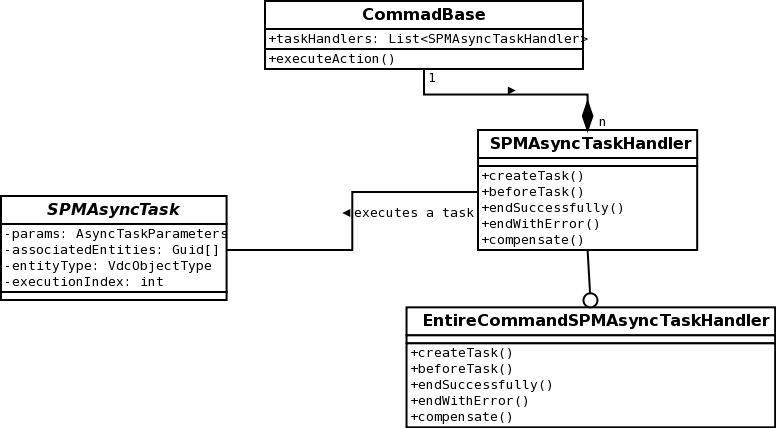 CommadBase
+taskHandlers: List<SPMAsyncTaskHandler>
+executeAction()
1
n
SPMAsyncTaskHandler
+createTask()
+beforeTask()
+endSuccessfully()
+endWithError()
+compensate()
executes a task
SPMAsyncTask
-params: AsyncTaskParameters
-associatedEntities: Guid[]
-entityType: VdcObjectType
-executionIndex: int
EntireCommandSPMAsyncTaskHandler
+createTask()
+beforeTask()
+endSuccessfully()
+endWithError()
+compensate()